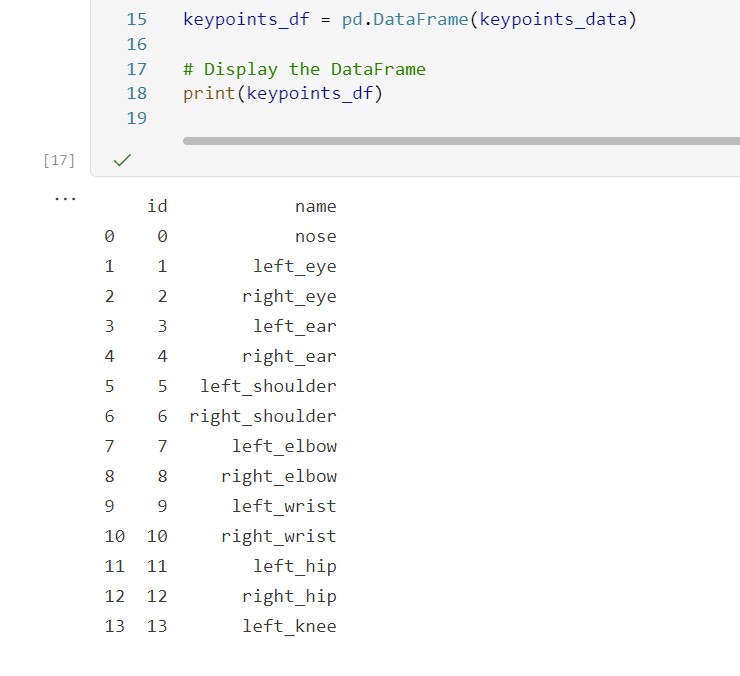 15 keypoints_df = pd.DataFrame(keypoints_data)
16
17 # Display the DataFrame
18 print(keypoints_df)
19
[17]
...
id name
0 0 nose
1 1 left_eye
2 2 right_eye
3 3 left_ear
4 4 right_ear
5 5 left_shoulder
6 6 right_shoulder
7 7 left_elbow
8 8 right_elbow
9 9 left_wrist
10 10 right_wrist
11 11 left_hip
12 12 right_hip
13 13 left_knee